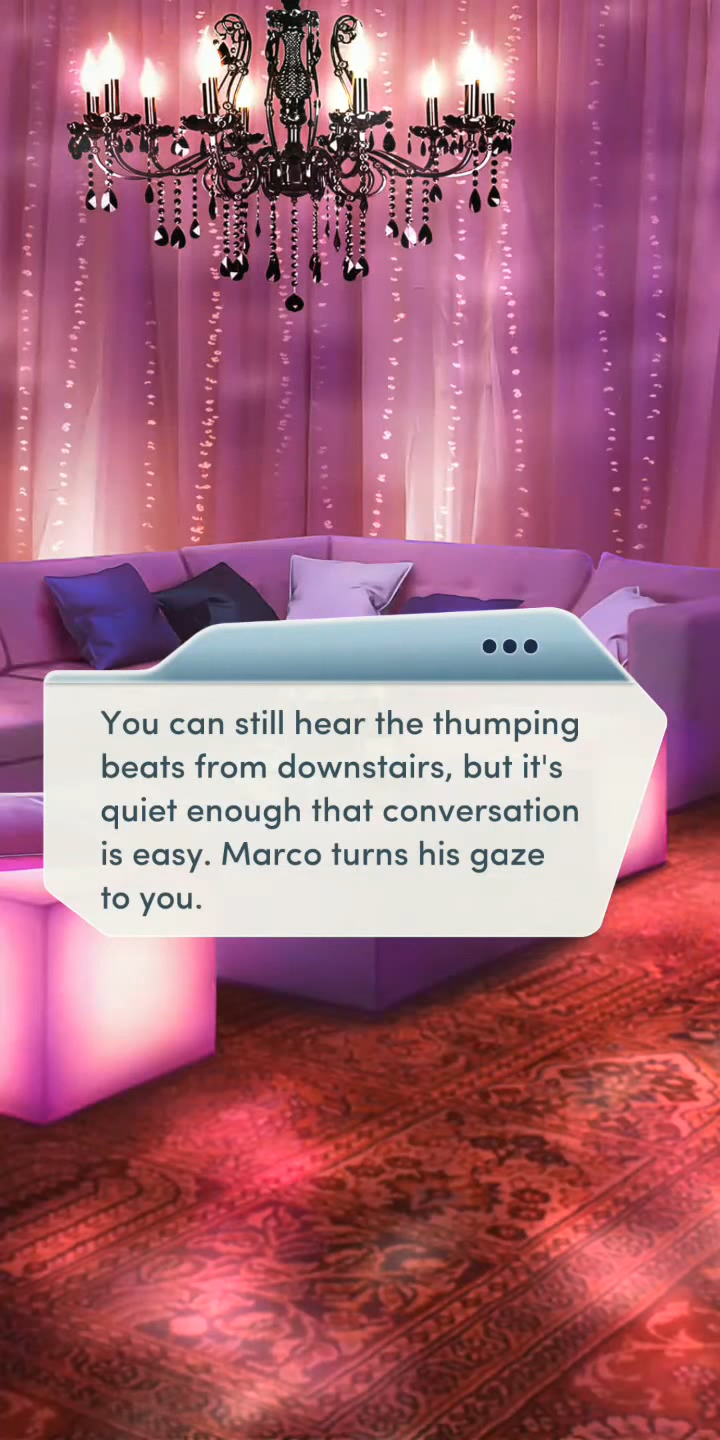 You can still hear the thumping
beats from downstairs, but it's
quiet enough that conversation
is easy. Marco turns his gaze
to you.